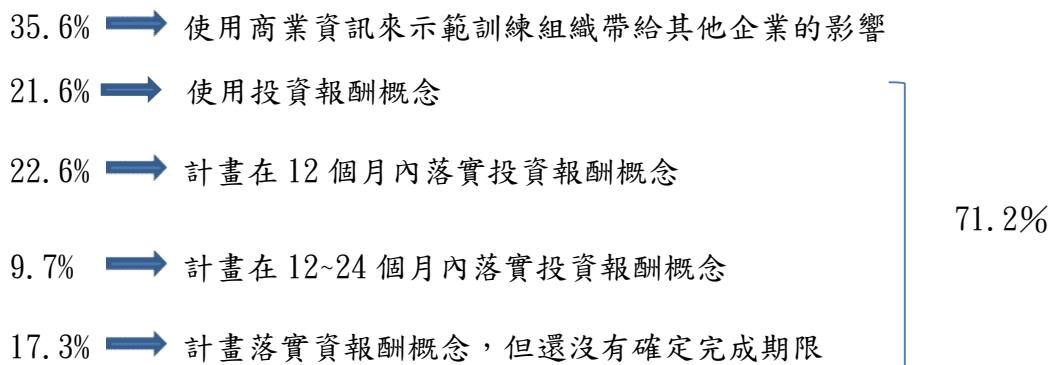 35.6% 使用商業資訊來示範訓練組織帶給其他企業的影響
21.6% 使用投資報酬概念
22.6% 計畫在 12 個月內落實投資報酬概念
71.2%
9.7% 計畫在 12~24 個月內落實投資報酬概念
17.3% 計畫落實資報酬概念，但還沒有確定完成期限